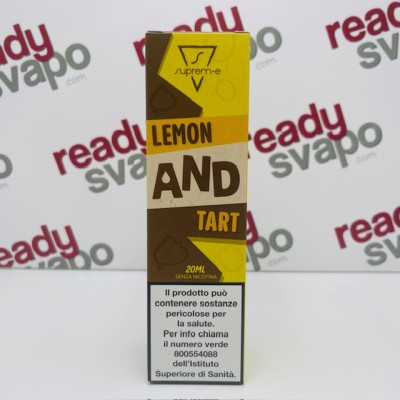 S
suprem-e
LEMON
AND
TART
20ML
SENZA NICOTINA
Il prodotto può
contenere sostanze
pericolose per
la salute.
Per info chiama
il numero verde
800554088
dell'Istituto
Superiore di Sanità.
ready
svapo
.com